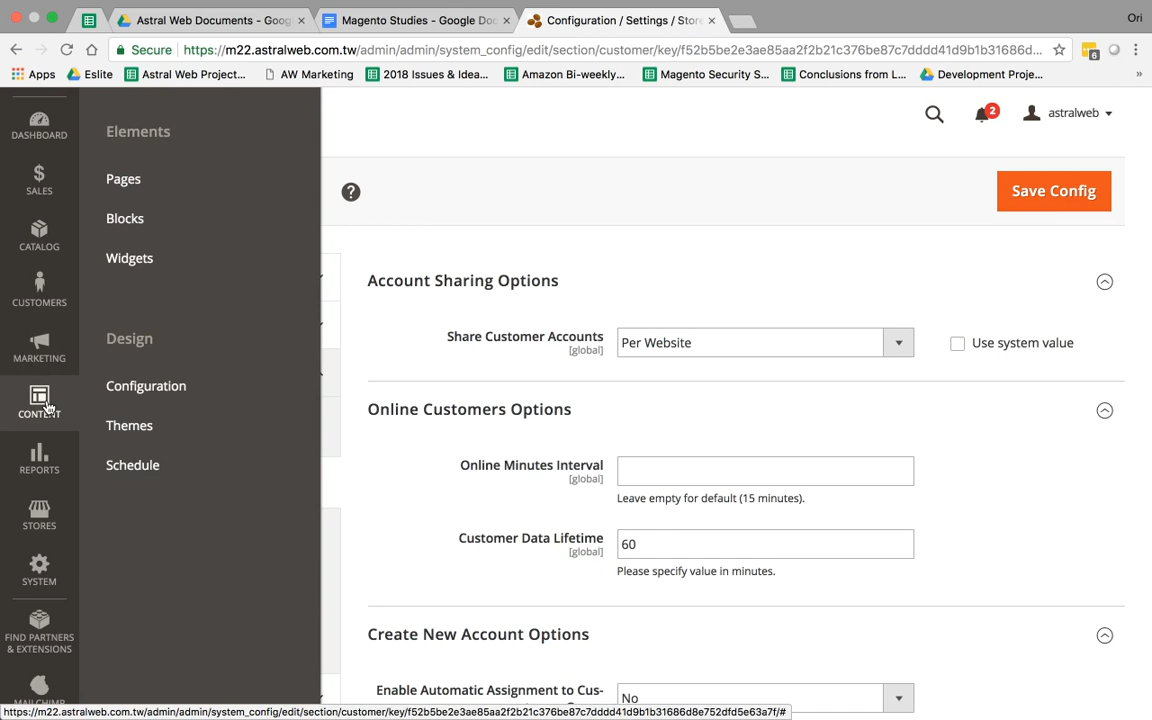 Astral Web Documents - Goog
Magento Studies - Google Doc
Configuration / Settings / Stor
Ori
Secure
https://m22.astralweb.com.tw/admin/admin/system_config/edit/section/customer/key/f52b5be2e3ae85aa2f2b21c376be87c7dddd41d9b1b31686d...
6
Apps
Eslite
Astral Web Project...
AW Marketing
2018 Issues & Idea...
Amazon Bi-weekly...
Magento Security S...
Conclusions from L...
Development Proje...
»
DASHBOARD
SALES
CATALOG
CUSTOMERS
MARKETING
CONTENT
REPORTS
STORES
SYSTEM
FIND PARTNERS
& EXTENSIONS
MAILCHIMP
Elements
Pages
Blocks
Widgets
Design
Configuration
Themes
Schedule
2
astralweb
?
Save Config
Account Sharing Options
Share Customer Accounts
[global]
Per Website
Use system value
Online Customers Options
Online Minutes Interval
[global]
Leave empty for default (15 minutes).
Customer Data Lifetime
[global]
60
Please specify value in minutes.
Create New Account Options
Enable Automatic Assignment to Cus-
No
https://m22.astralweb.com.tw/admin/admin/system_config/edit/section/customer/key/f52b5be2e3ae85aa2f2b21c376be87c7dddd41d9b1b31686d8e752dfd5e63a7f/#